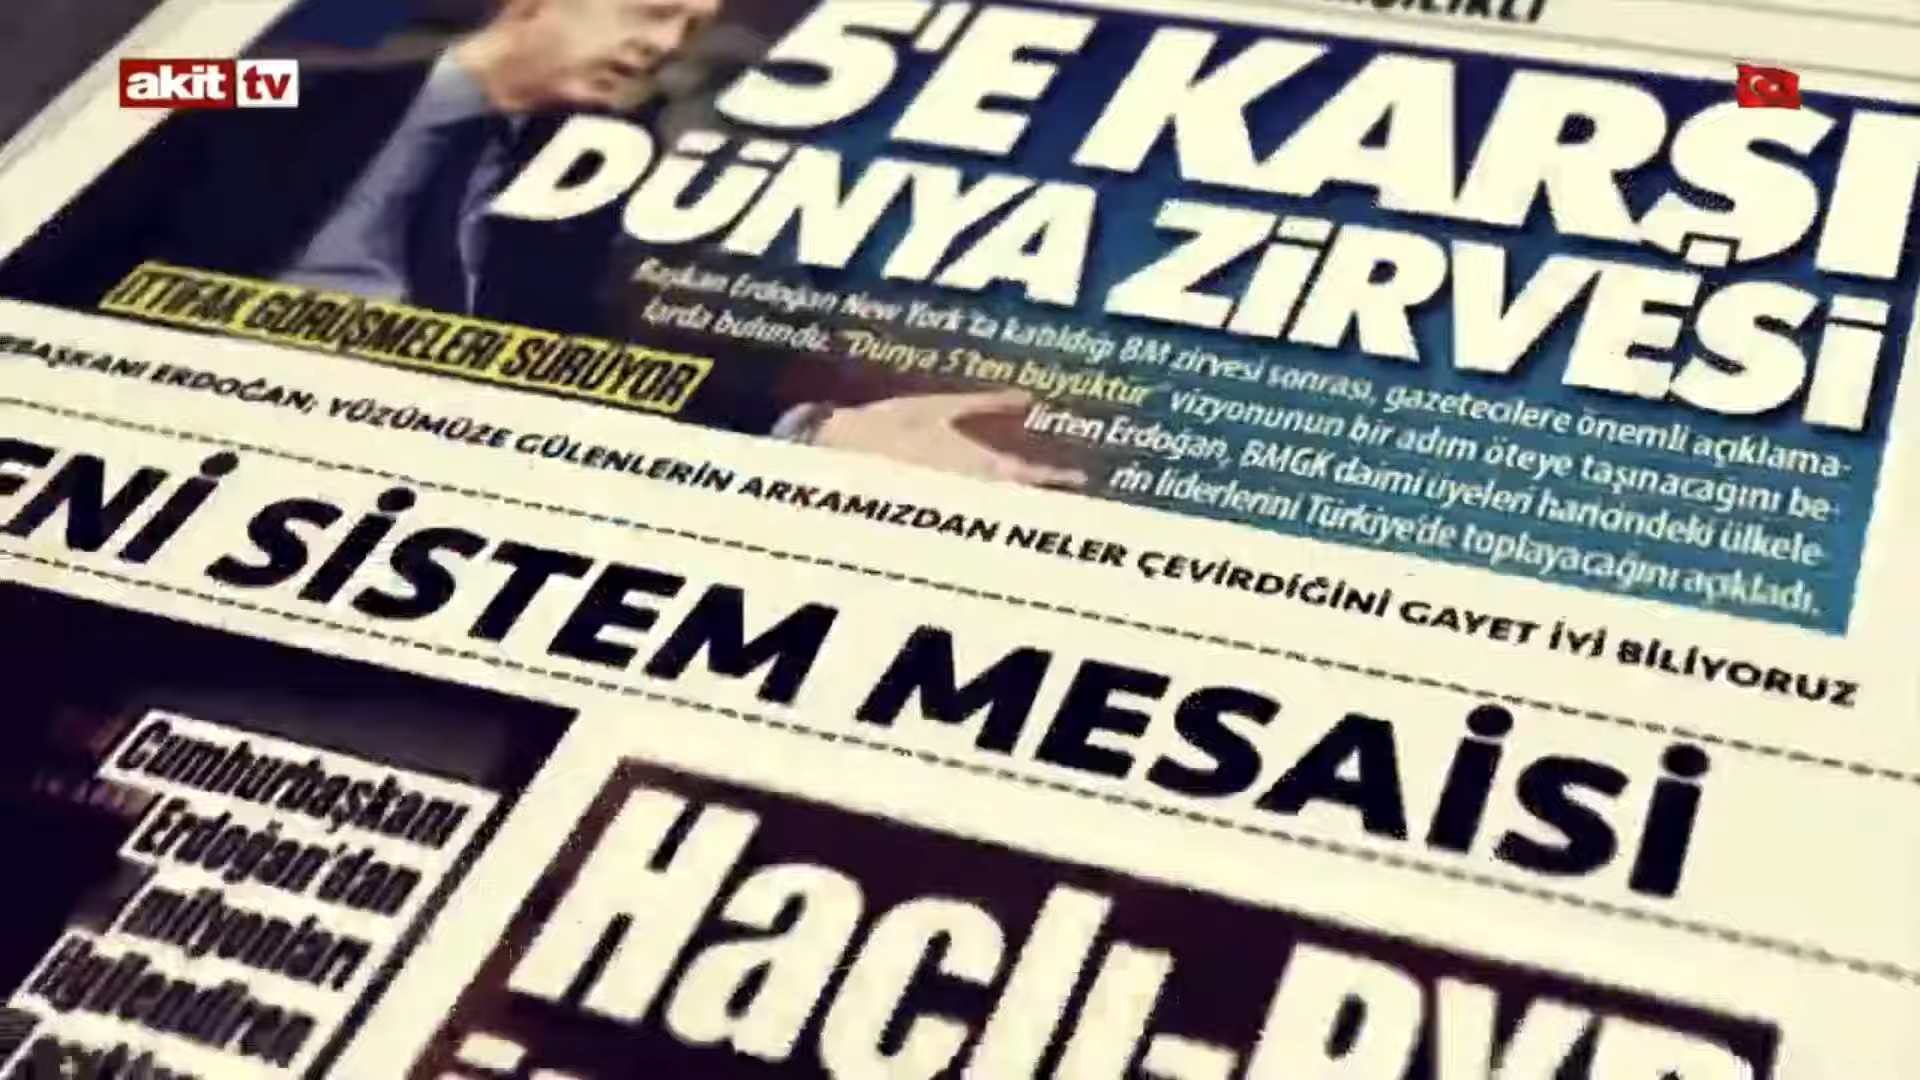 akit tv
5'E KARŞI
DÜNYA ZİRVESİ
Başkan Erdoğan New York'ta katıldığı BM zirvesi sonrası, gazetecilere önemli açıklama-
larda bulundu. "Dünya 5'ten büyüktür" vizyonunun bir adım öteye taşınacağını be-
lirten Erdoğan, BMGK daimi üyeleri haricindeki ülkele-
rin liderlerini Türkiye'de toplayacağını açıkladı.
İTTİFAK GÖRÜŞMELERİ SÜRÜYOR
ERDOĞAN; YÜZÜMÜZE GÜLENLERİN ARKAMIZDAN NELER ÇEVİRDİĞİNİ GAYET İYİ BİLİYORUZ
ENİ SİSTEM MESAİSİ
Cumhurbaşkanı
Erdoğan'dan
milyonları
Haçlı-PYD